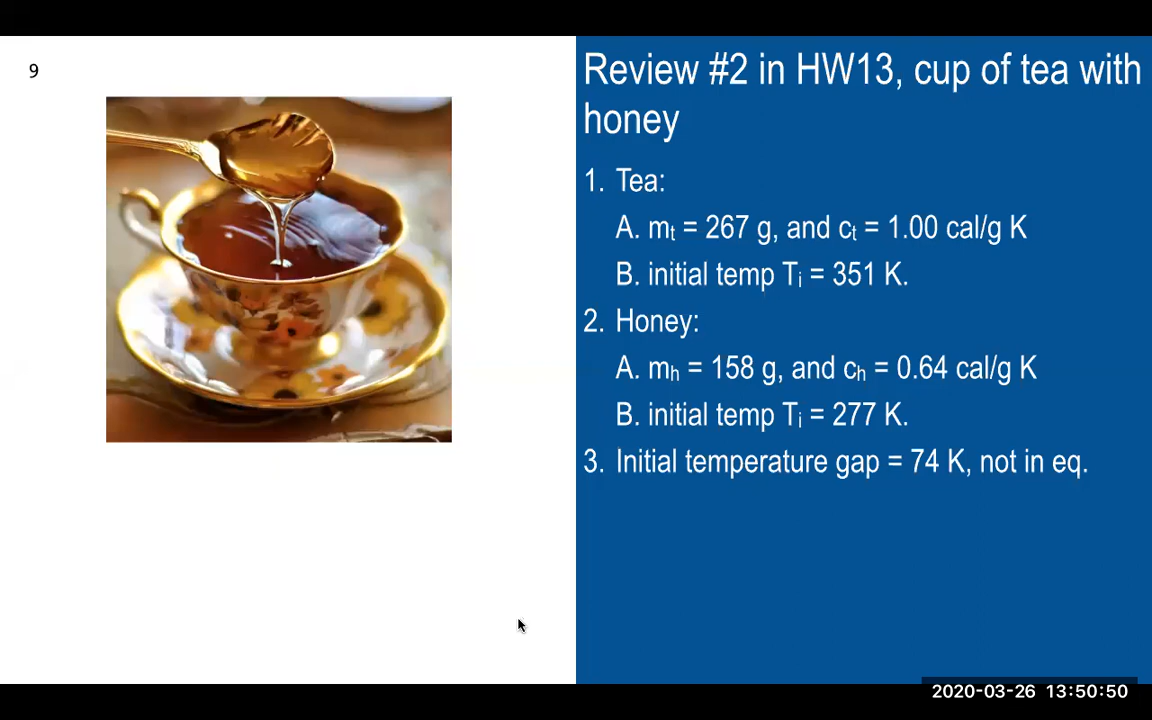 9
Review #2 in HW13, cup of tea with
honey
1. Tea:
A. mₜ = 267 g, and cₜ = 1.00 cal/g K
B. initial temp Tᵢ = 351 K.
2. Honey:
A. mₕ = 158 g, and cₕ = 0.64 cal/g K
B. initial temp Tᵢ = 277 K.
3. Initial temperature gap = 74 K, not in eq.
2020-03-26 13:50:50